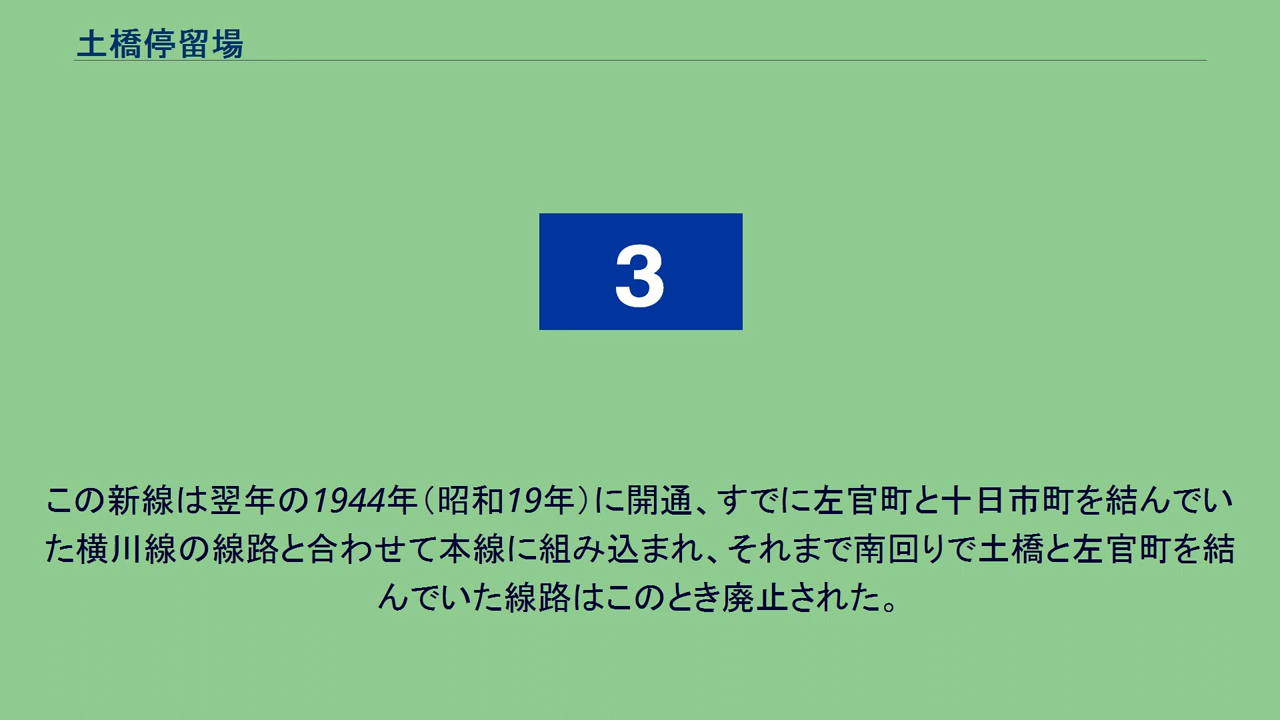 土橋停留場
3
この新線は翌年の1944年（昭和19年）に開通、すでに左官町と十日市町を結んでい
た横川線の線路と合わせて本線に組み込まれ、それまで南回りで土橋と左官町を結
んでいた線路はこのとき廃止された。